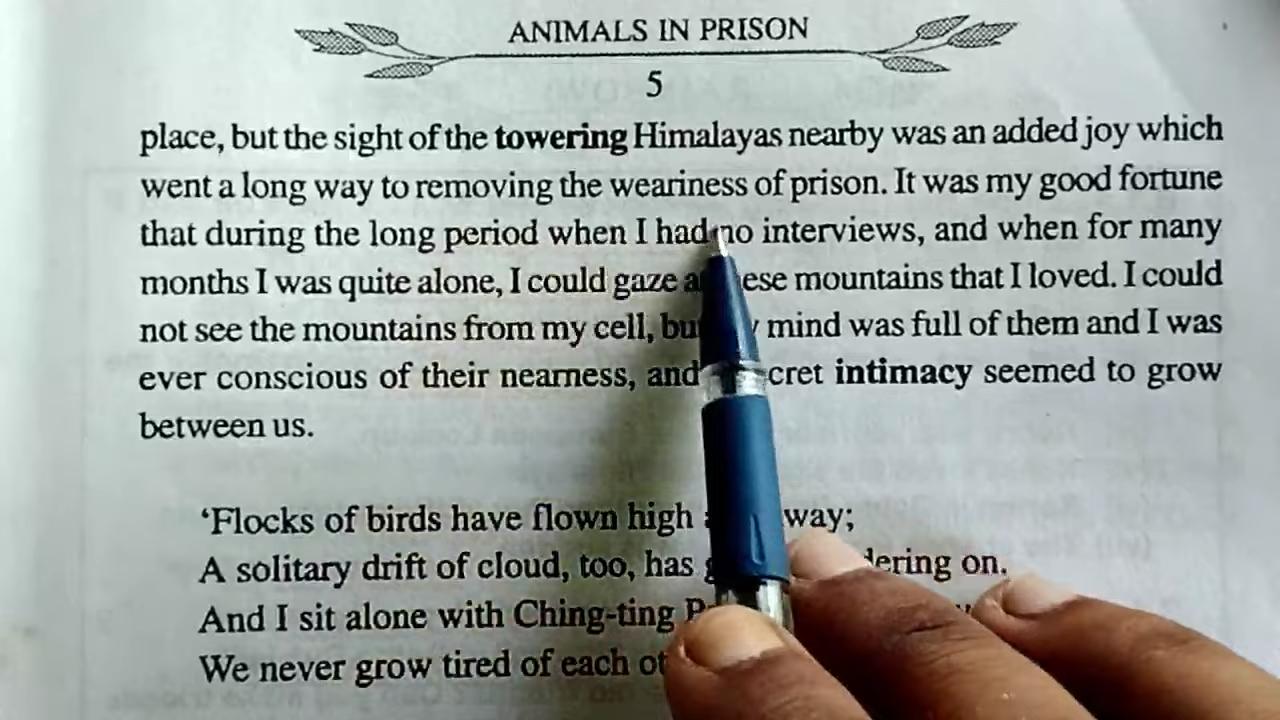 ANIMALS IN PRISON
5
place, but the sight of the towering Himalayas nearby was an added joy which
went a long way to removing the weariness of prison. It was my good fortune
that during the long period when I had no interviews, and when for many
months I was quite alone, I could gaze ese mountains that I loved. I could
not see the mountains from my cell, mind was full of them and I was
ever conscious of their nearness, and cret intimacy seemed to grow
between us.
‘Flocks of birds have flown high way;
A solitary drift of cloud, too, has dering on.
And I sit alone with Ching-ting
We never grow tired of each